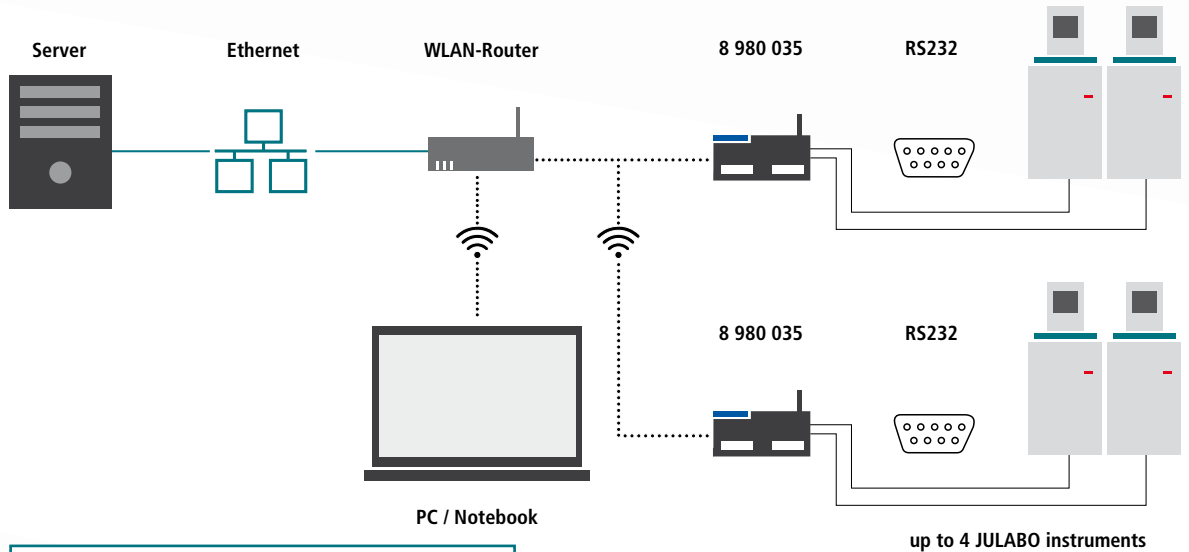 Server
Ethernet
WLAN-Router
8 980 035
RS232
8 980 035
RS232
PC / Notebook
up to 4 JULABO instruments